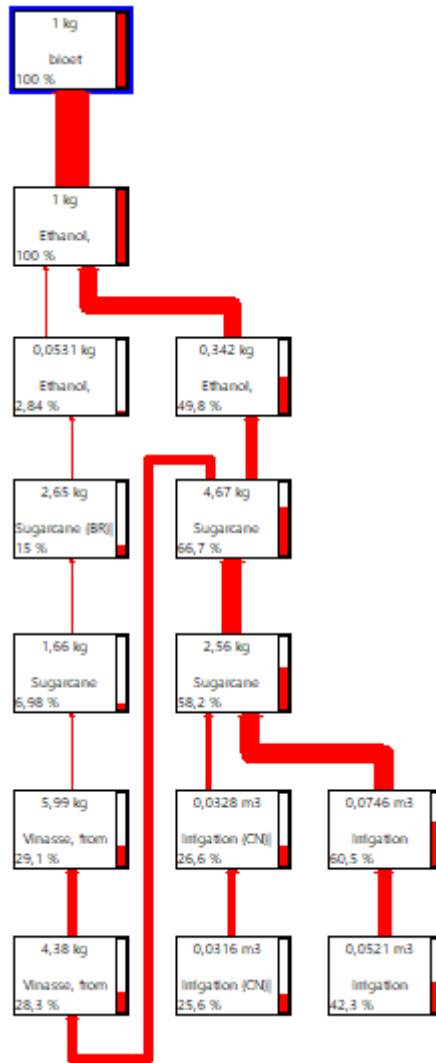 1 kg
bioet
100 %
1 kg
Ethanol,
100 %
0,0531 kg
Ethanol,
2,84 %
0,342 kg
Ethanol,
49,8 %
2,65 kg
Sugarcane (BR)|
15 %
4,67 kg
Sugarcane
66,7 %
1,66 kg
Sugarcane
6,98 %
2,56 kg
Sugarcane
58,2 %
5,99 kg
Vinasse, from
29,1 %
0,0328 m3
Irrigation (CN)|
26,6 %
0,0746 m3
Irrigation
60,5 %
4,38 kg
Vinasse, from
28,3 %
0,0316 m3
Irrigation (CN)|
25,6 %
0,0521 m3
Irrigation
42,3 %